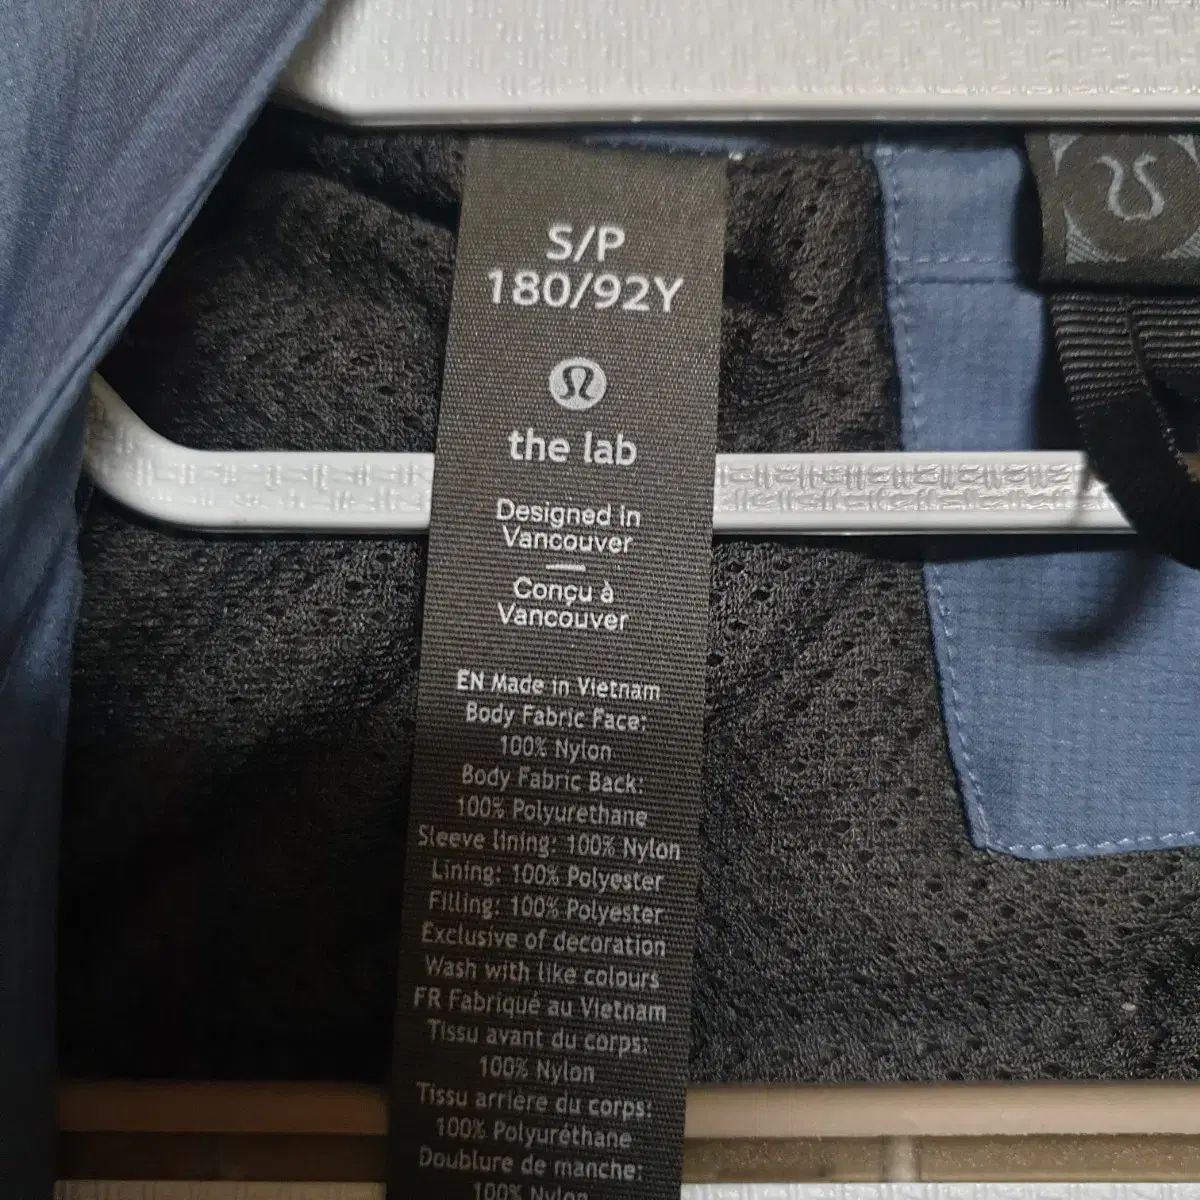 S/P
180/92Y
the lab
Designed in
Vancouver
Conçu à
Vancouver
EN Made in Vietnam
Body Fabric Face:
100% Nylon
Body Fabric Back:
100% Polyurethane
Sleeve lining: 100% Nylon
Lining: 100% Polyester
Filling: 100% Polyester
Exclusive of decoration
Wash with like colours
FR Fabriqué au Vietnam
Tissu avant du corps:
100% Nylon
Tissu arrière du corps:
100% Polyuréthane
Doublure de manche:
100% Nylon